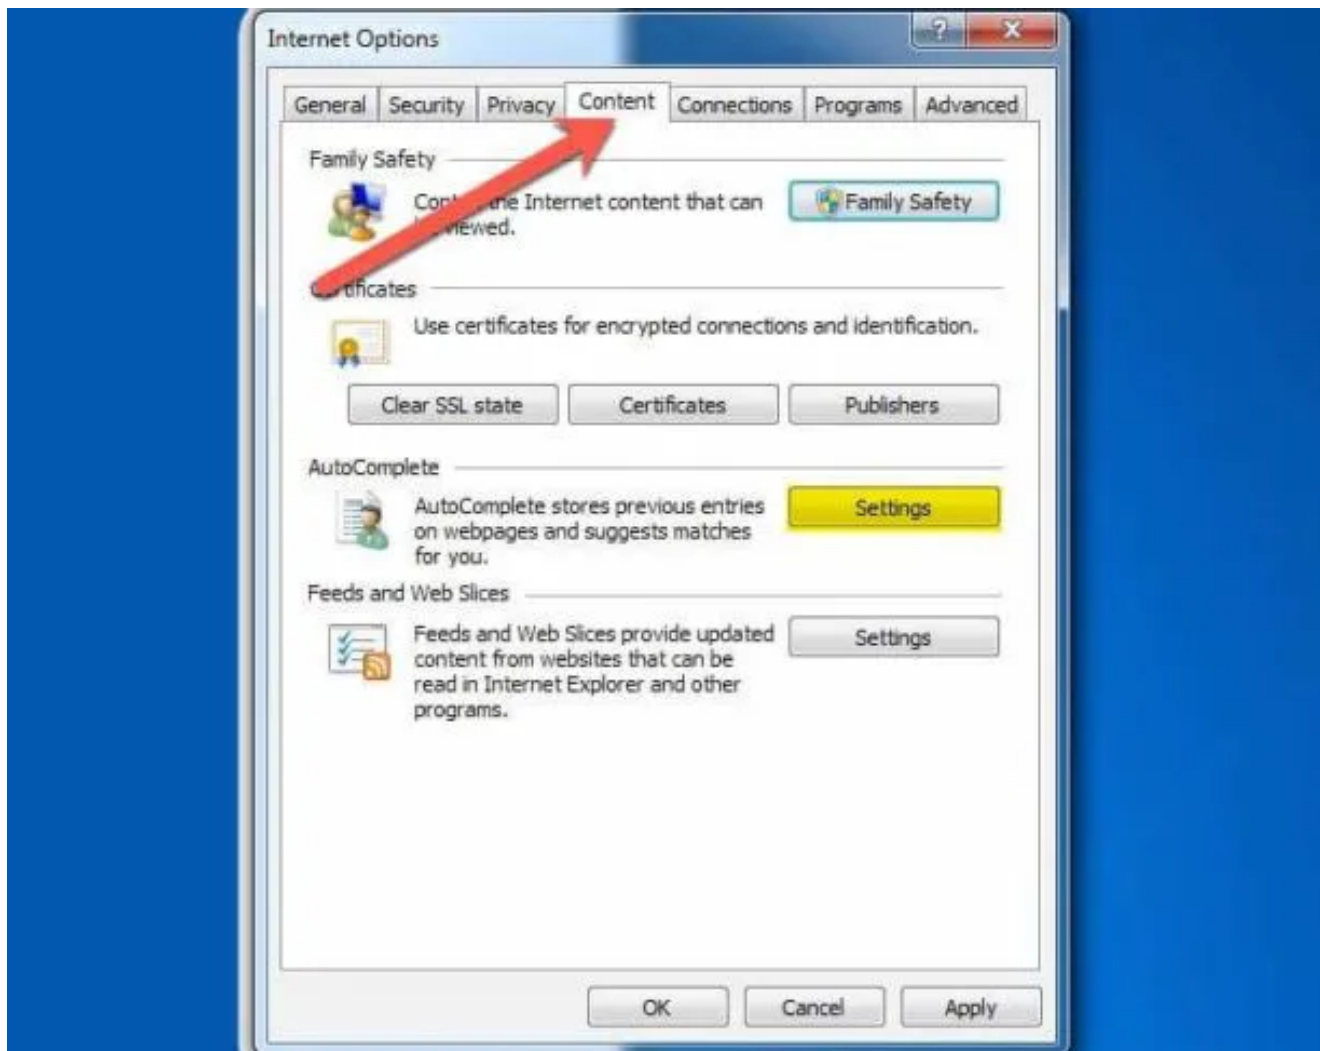 Internet Options
General Security Privacy Content Connections Programs Advanced
Family Safety
the Internet content that can
viewed.
Family Safety
Certificates
Use certificates for encrypted connections and identification.
Clear SSL state Certificates Publishers
AutoComplete
AutoComplete stores previous entries
on webpages and suggests matches
for you.
Settings
Feeds and Web Slices
Feeds and Web Slices provide updated
content from websites that can be
read in Internet Explorer and other
programs.
Settings
OK Cancel Apply